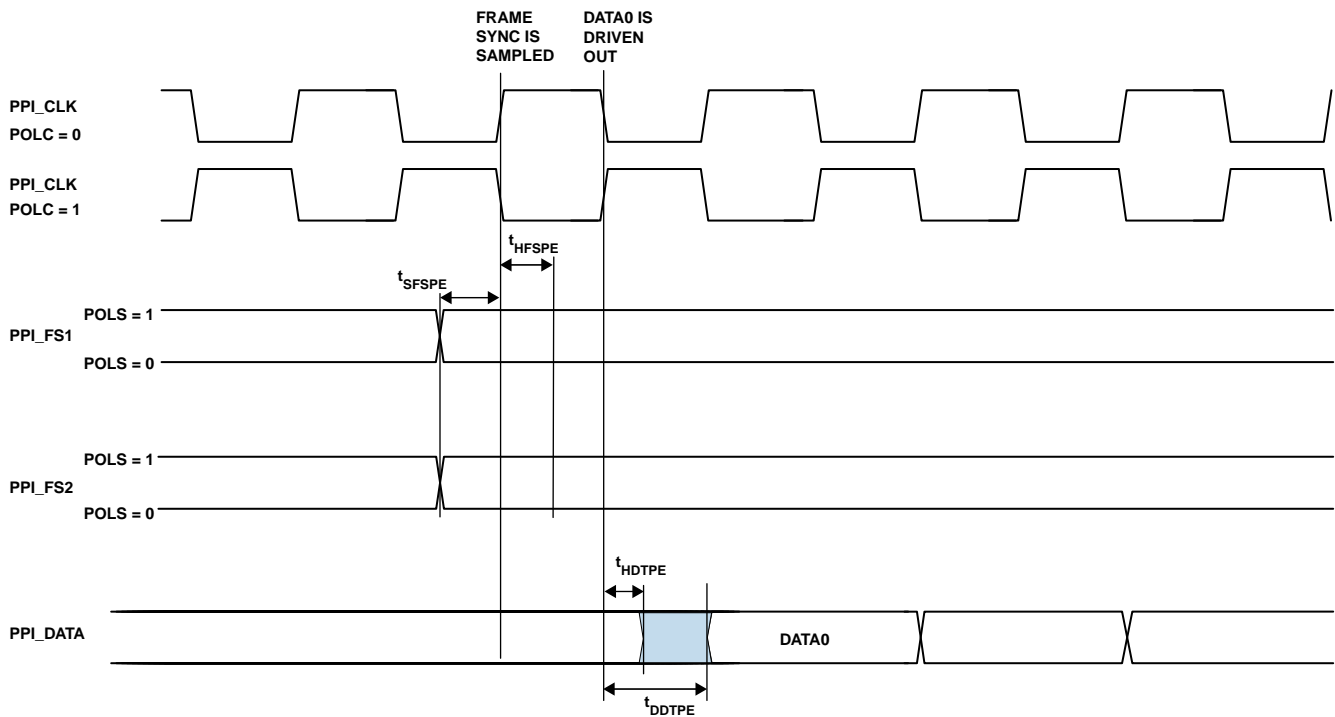 FRAME
SYNC IS
SAMPLED
DATA0 IS
DRIVEN
OUT
PPI_CLK
POLC = 0
PPI_CLK
POLC = 1
tHFSPE
tSFSPE
POLS = 1
PPI_FS1
POLS = 0
POLS = 1
PPI_FS2
POLS = 0
tHDTPE
PPI_DATA
DATA0
tDDTPE